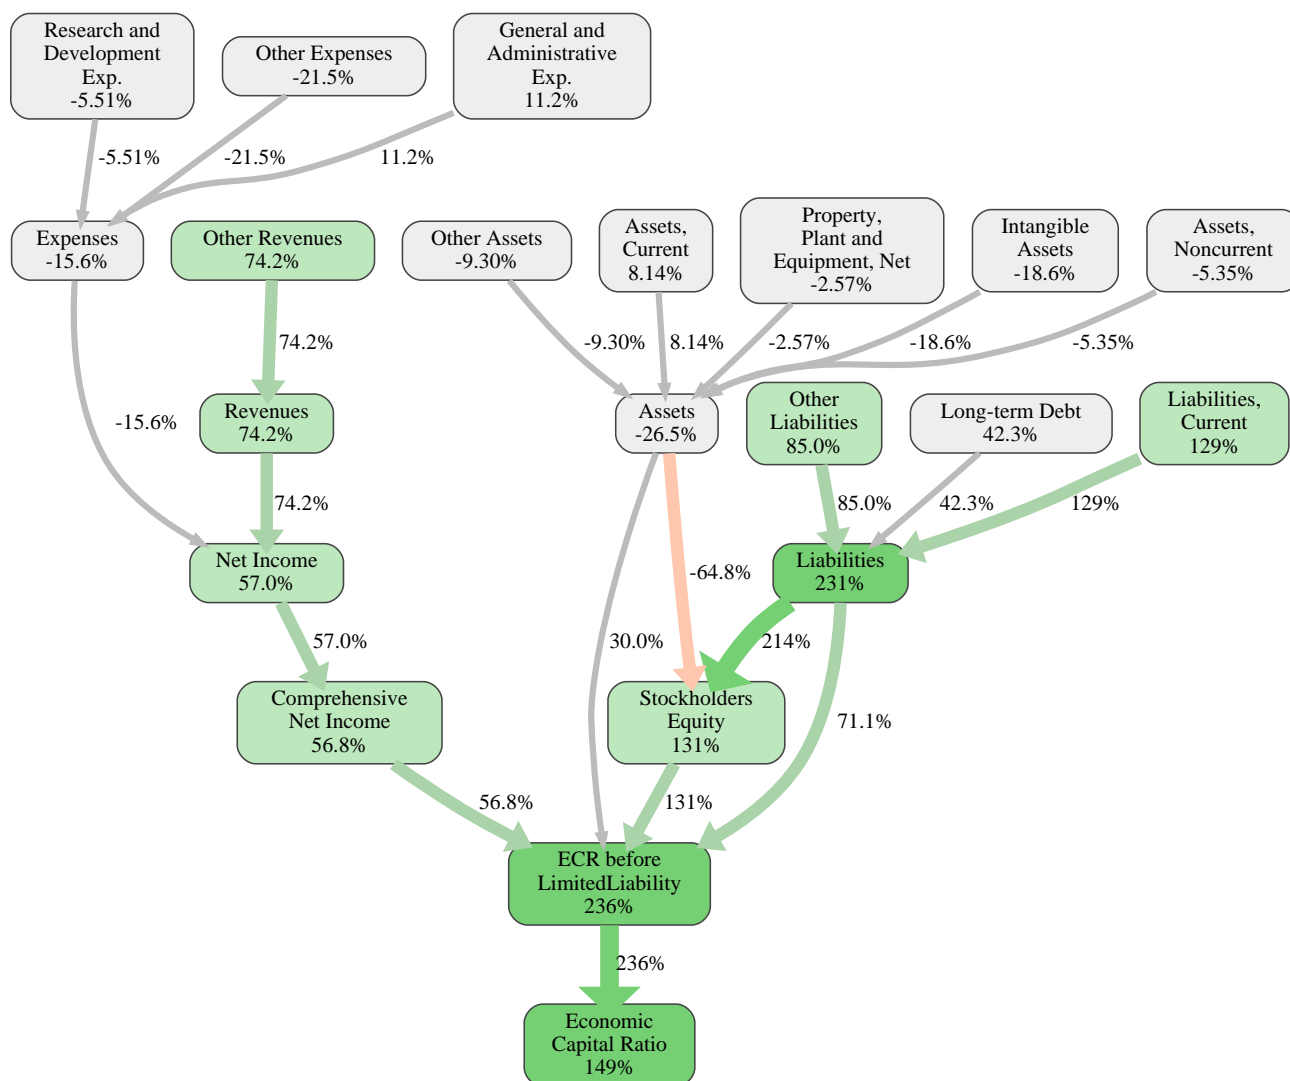 Research and
Development
Exp.
-5.51%
Other Expenses
-21.5%
General and
Administrative
Exp.
11.2%
-5.51%
-21.5%
11.2%
Expenses
-15.6%
Other Revenues
74.2%
Other Assets
-9.30%
Assets,
Current
8.14%
Property,
Plant and
Equipment, Net
-2.57%
Intangible
Assets
-18.6%
Assets,
Noncurrent
-5.35%
74.2%
-9.30%
8.14%
-2.57%
-18.6%
-5.35%
-15.6%
Revenues
74.2%
Assets
-26.5%
Other
Liabilities
85.0%
Long-term Debt
42.3%
Liabilities,
Current
129%
74.2%
85.0%
42.3%
129%
Net Income
57.0%
-64.8%
Liabilities
231%
57.0%
30.0%
214%
Comprehensive
Net Income
56.8%
Stockholders
Equity
131%
71.1%
56.8%
131%
ECR before
LimitedLiability
236%
236%
Economic
Capital Ratio
149%